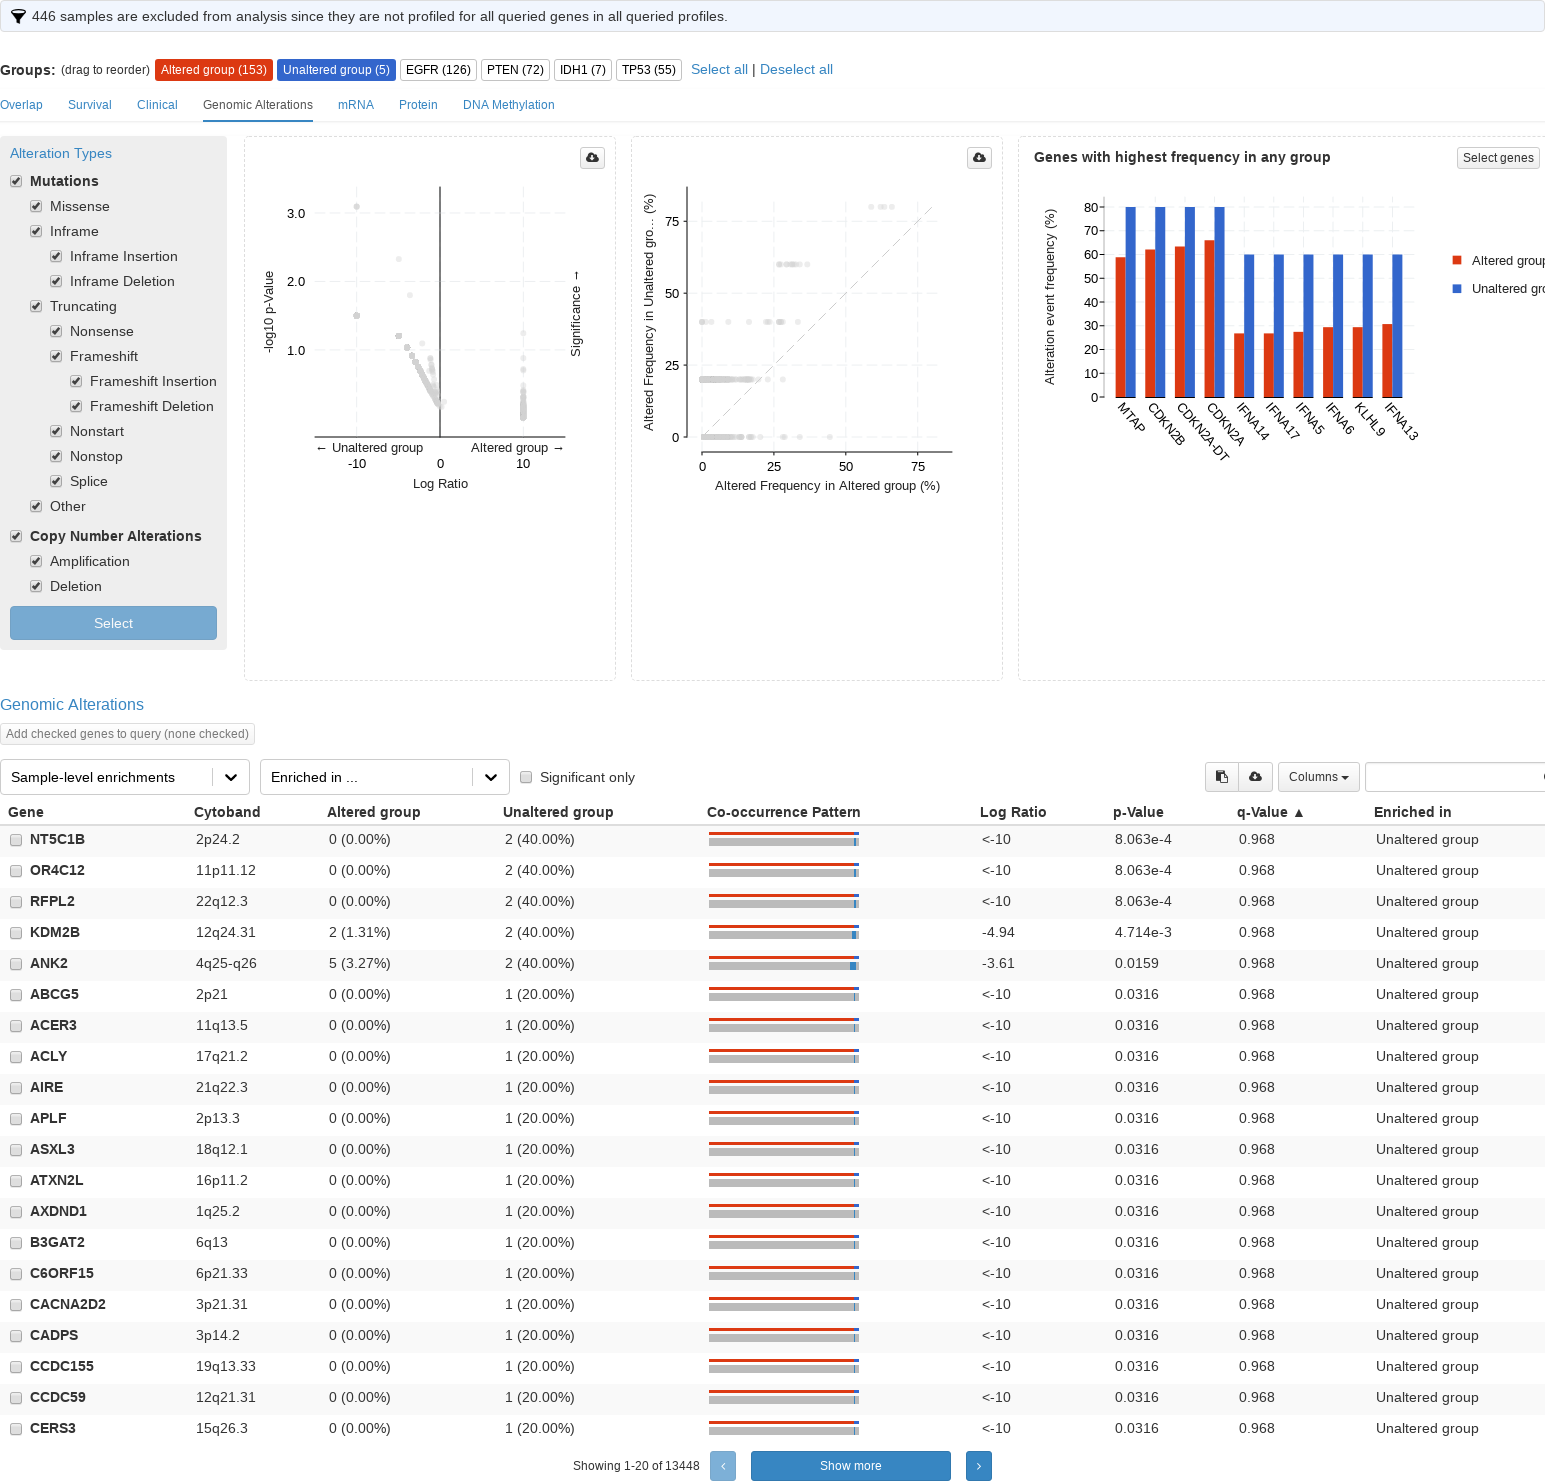 446 samples are excluded from analysis since they are not profiled for all queried genes in all queried profiles.
Groups: (drag to reorder) Altered group (153) Unaltered group (5) EGFR (126) PTEN (72) IDH1 (7) TP53 (55) Select all | Deselect all
Overlap Survival Clinical Genomic Alterations mRNA Protein DNA Methylation
Alteration Types
Mutations
Missense
Inframe
Inframe Insertion
Inframe Deletion
Truncating
Nonsense
Frameshift
Frameshift Insertion
Frameshift Deletion
Nonstart
Nonstop
Splice
Other
Copy Number Alterations
Amplification
Deletion
Select
3.0
2.0
1.0
-log10 p-Value
Significance →
← Unaltered group Altered group →
-10 0 10
Log Ratio
75
50
25
0
Altered Frequency in Unaltered gro... (%)
0 25 50 75
Altered Frequency in Altered group (%)
Genes with highest frequency in any group Select genes
80
70
60
50
40
30
20
10
0
Alteration event frequency (%)
MTAP CDKN2B CDKN2A-DT CDKN2A IFNA14 IFNA17 IFNA5 IFNA6 KLHL9 IFNA13
Altered group
Unaltered gro
Genomic Alterations
Add checked genes to query (none checked)
Sample-level enrichments Enriched in ... Significant only Columns
Gene Cytoband Altered group Unaltered group Co-occurrence Pattern Log Ratio p-Value q-Value ▲ Enriched in
NT5C1B 2p24.2 0 (0.00%) 2 (40.00%) <-10 8.063e-4 0.968 Unaltered group
OR4C12 11p11.12 0 (0.00%) 2 (40.00%) <-10 8.063e-4 0.968 Unaltered group
RFPL2 22q12.3 0 (0.00%) 2 (40.00%) <-10 8.063e-4 0.968 Unaltered group
KDM2B 12q24.31 2 (1.31%) 2 (40.00%) -4.94 4.714e-3 0.968 Unaltered group
ANK2 4q25-q26 5 (3.27%) 2 (40.00%) -3.61 0.0159 0.968 Unaltered group
ABCG5 2p21 0 (0.00%) 1 (20.00%) <-10 0.0316 0.968 Unaltered group
ACER3 11q13.5 0 (0.00%) 1 (20.00%) <-10 0.0316 0.968 Unaltered group
ACLY 17q21.2 0 (0.00%) 1 (20.00%) <-10 0.0316 0.968 Unaltered group
AIRE 21q22.3 0 (0.00%) 1 (20.00%) <-10 0.0316 0.968 Unaltered group
APLF 2p13.3 0 (0.00%) 1 (20.00%) <-10 0.0316 0.968 Unaltered group
ASXL3 18q12.1 0 (0.00%) 1 (20.00%) <-10 0.0316 0.968 Unaltered group
ATXN2L 16p11.2 0 (0.00%) 1 (20.00%) <-10 0.0316 0.968 Unaltered group
AXDND1 1q25.2 0 (0.00%) 1 (20.00%) <-10 0.0316 0.968 Unaltered group
B3GAT2 6q13 0 (0.00%) 1 (20.00%) <-10 0.0316 0.968 Unaltered group
C6ORF15 6p21.33 0 (0.00%) 1 (20.00%) <-10 0.0316 0.968 Unaltered group
CACNA2D2 3p21.31 0 (0.00%) 1 (20.00%) <-10 0.0316 0.968 Unaltered group
CADPS 3p14.2 0 (0.00%) 1 (20.00%) <-10 0.0316 0.968 Unaltered group
CCDC155 19q13.33 0 (0.00%) 1 (20.00%) <-10 0.0316 0.968 Unaltered group
CCDC59 12q21.31 0 (0.00%) 1 (20.00%) <-10 0.0316 0.968 Unaltered group
CERS3 15q26.3 0 (0.00%) 1 (20.00%) <-10 0.0316 0.968 Unaltered group
Showing 1-20 of 13448 ‹ Show more ›